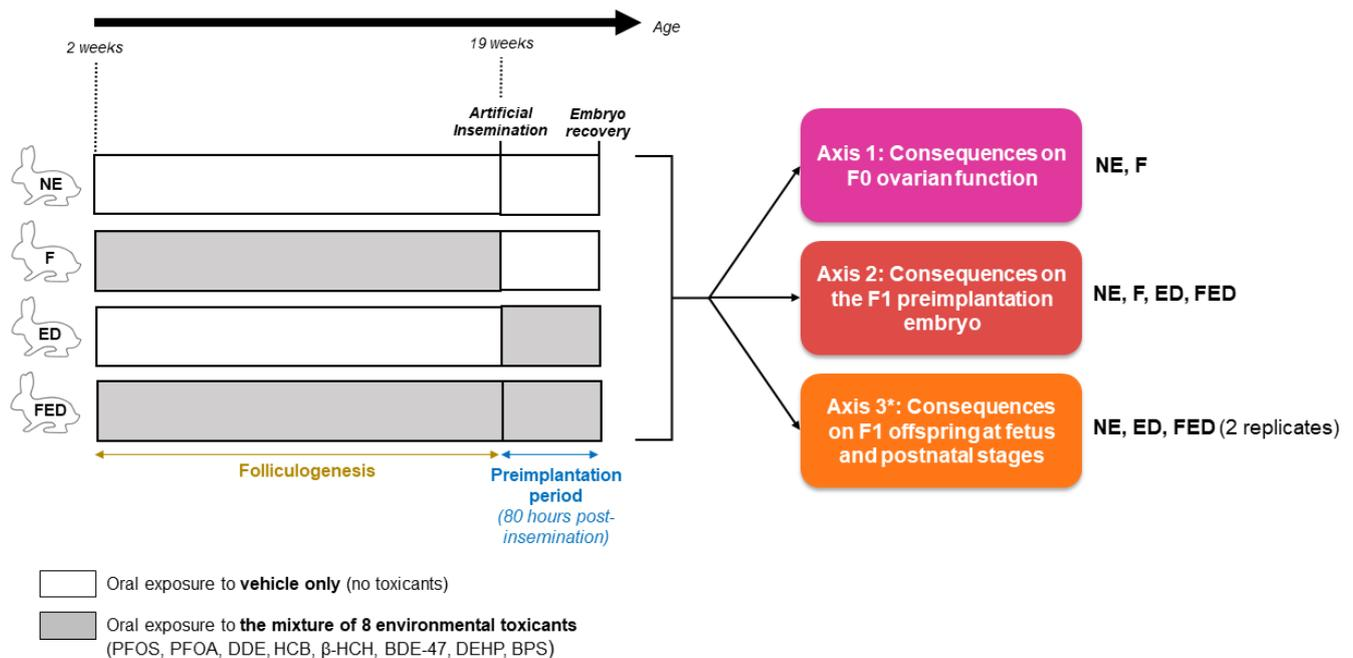 Age
2 weeks
19 weeks
Artificial
Insemination
Embryo
recovery
NE
F
ED
FED
Folliculogenesis
Preimplantation
period
(80 hours post-
insemination)
Axis 1: Consequences on
F0 ovarian function
NE, F
Axis 2: Consequences on
the F1 preimplantation
embryo
NE, F, ED, FED
Axis 3*: Consequences
on F1 offspring at fetus
and postnatal stages
NE, ED, FED (2 replicates)
Oral exposure to vehicle only (no toxicants)
Oral exposure to the mixture of 8 environmental toxicants
(PFOS, PFOA, DDE, HCB, β-HCH, BDE-47, DEHP, BPS)